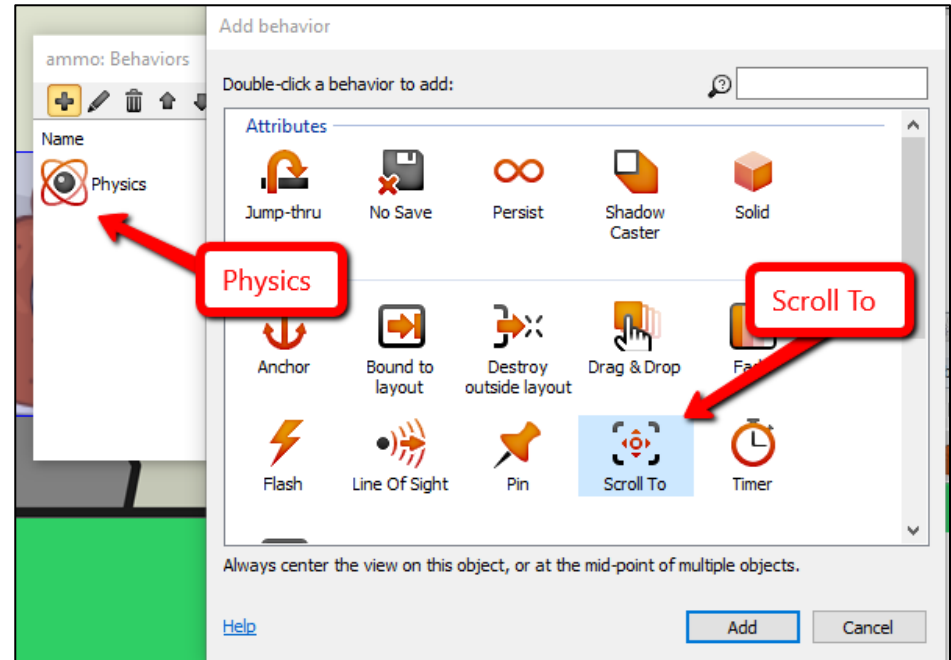 Add behavior
ammo: Behaviors
Double-click a behavior to add:
Name
Physics
Attributes
Jump-thru
No Save
Persist
Shadow
Caster
Solid
Physics
Scroll To
Anchor
Bound to
layout
Destroy
outside layout
Drag & Drop
Flash
Line Of Sight
Pin
Scroll To
Timer
Always center the view on this object, or at the mid-point of multiple objects.
Help
Add
Cancel